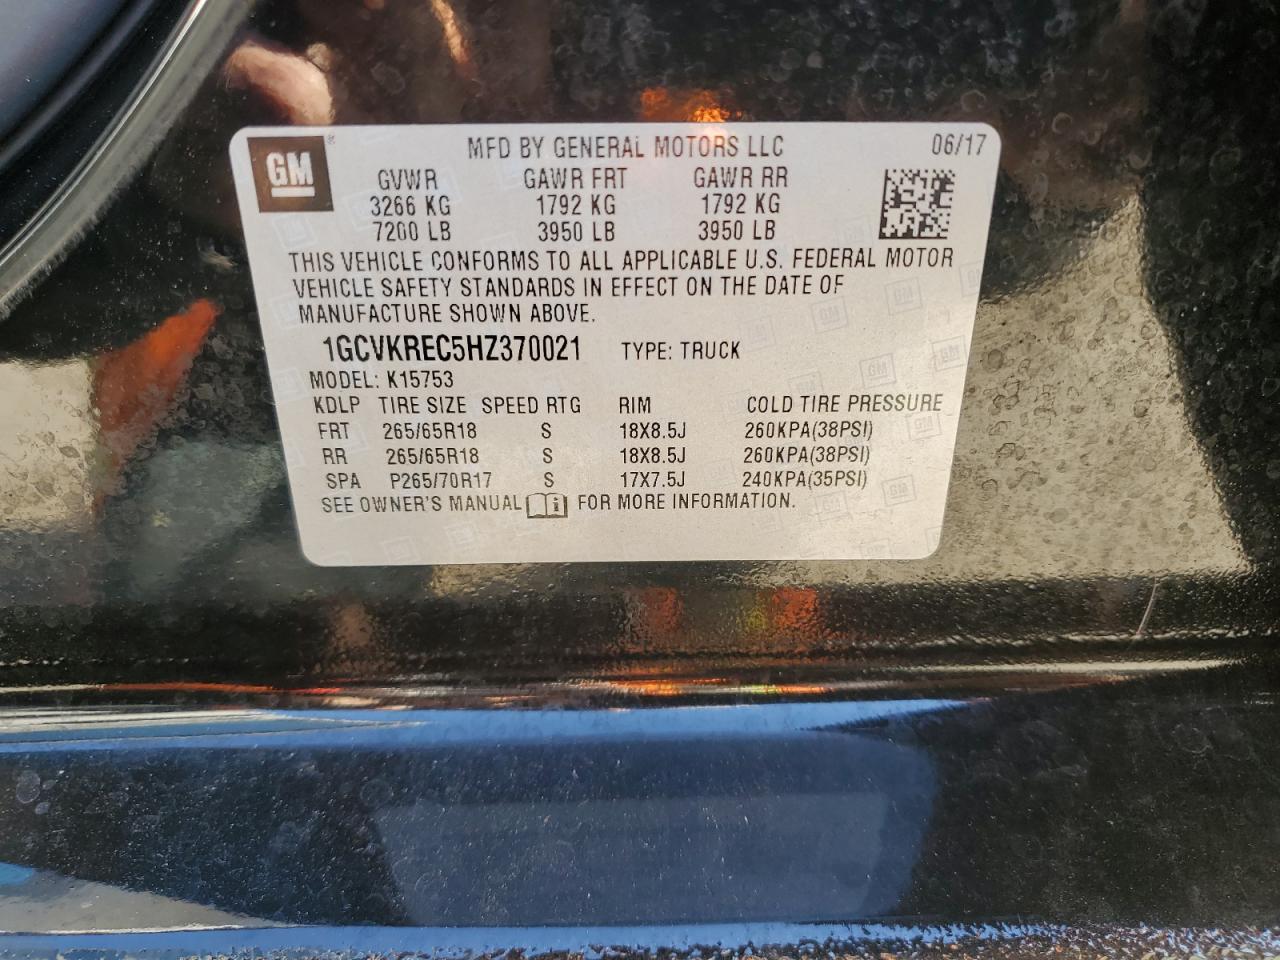 GM
MFD BY GENERAL MOTORS LLC 06/17
GVWR GAWR FRT GAWR RR
3266 KG 1792 KG 1792 KG
7200 LB 3950 LB 3950 LB
THIS VEHICLE CONFORMS TO ALL APPLICABLE U.S. FEDERAL MOTOR
VEHICLE SAFETY STANDARDS IN EFFECT ON THE DATE OF
MANUFACTURE SHOWN ABOVE.
1GCVKREC5HZ370021 TYPE: TRUCK
MODEL: K15753
KDLP TIRE SIZE SPEED RTG RIM COLD TIRE PRESSURE
FRT 265/65R18 S 18X8.5J 260KPA(38PSI)
RR 265/65R18 S 18X8.5J 260KPA(38PSI)
SPA P265/70R17 S 17X7.5J 240KPA(35PSI)
SEE OWNER'S MANUAL FOR MORE INFORMATION.